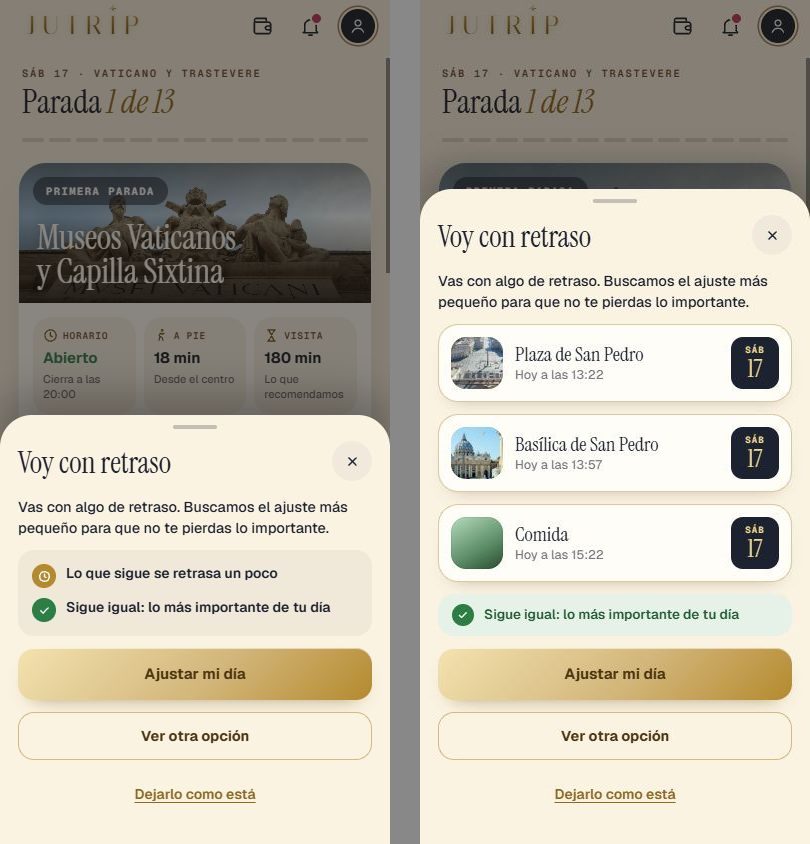 JUTRIP
SÁB 17 · VATICANO Y TRASTEVERE
Parada 1 de 13
PRIMERA PARADA
Museos Vaticanos
y Capilla Sixtina
HORARIO
Abierto
Cierra a las
20:00
A PIE
18 min
Desde el centro
VISITA
180 min
Lo que
recomendamos
Voy con retraso
Vas con algo de retraso. Buscamos el ajuste más
pequeño para que no te pierdas lo importante.
Lo que sigue se retrasa un poco
Sigue igual: lo más importante de tu día
Ajustar mi día
Ver otra opción
Dejarlo como está
JUTRIP
SÁB 17 · VATICANO Y TRASTEVERE
Parada 1 de 13
PRIMERA PARADA
Voy con retraso
Vas con algo de retraso. Buscamos el ajuste más
pequeño para que no te pierdas lo importante.
Plaza de San Pedro
Hoy a las 13:22
SÁB
17
Basílica de San Pedro
Hoy a las 13:57
SÁB
17
Comida
Hoy a las 15:22
SÁB
17
Sigue igual: lo más importante de tu día
Ajustar mi día
Ver otra opción
Dejarlo como está